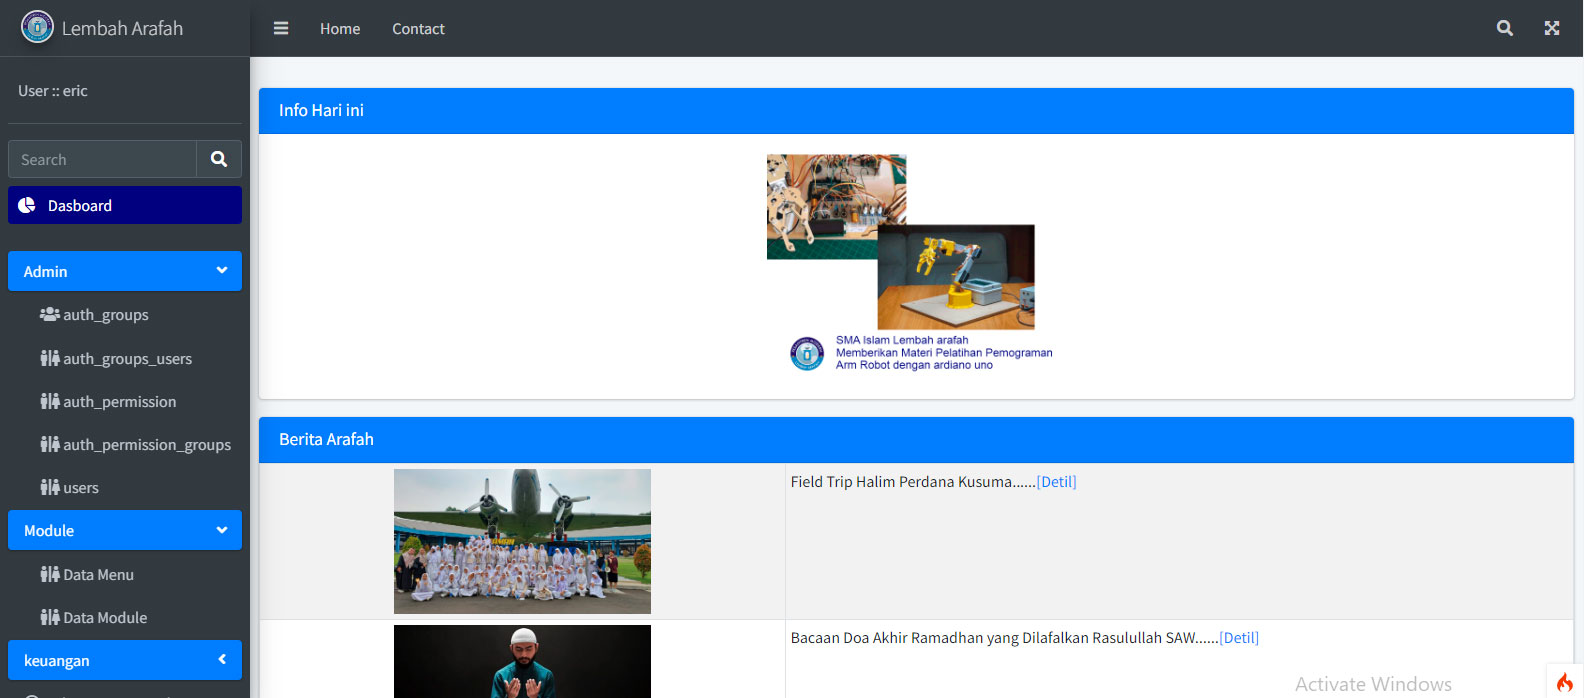 Lembah Arafah
Home
Contact
User :: eric
Search
Dasboard
Admin
auth_groups
auth_groups_users
auth_permission
auth_permission_groups
users
Module
Data Menu
Data Module
keuangan
Info Hari ini
SMA Islam Lembah arafah
Memberikan Materi Pelatihan Pemograman
Arm Robot dengan ardiano uno
Berita Arafah
Field Trip Halim Perdana Kusuma......[Detil]
Bacaan Doa Akhir Ramadhan yang Dilafalkan Rasulullah SAW......[Detil]
Activate Windows